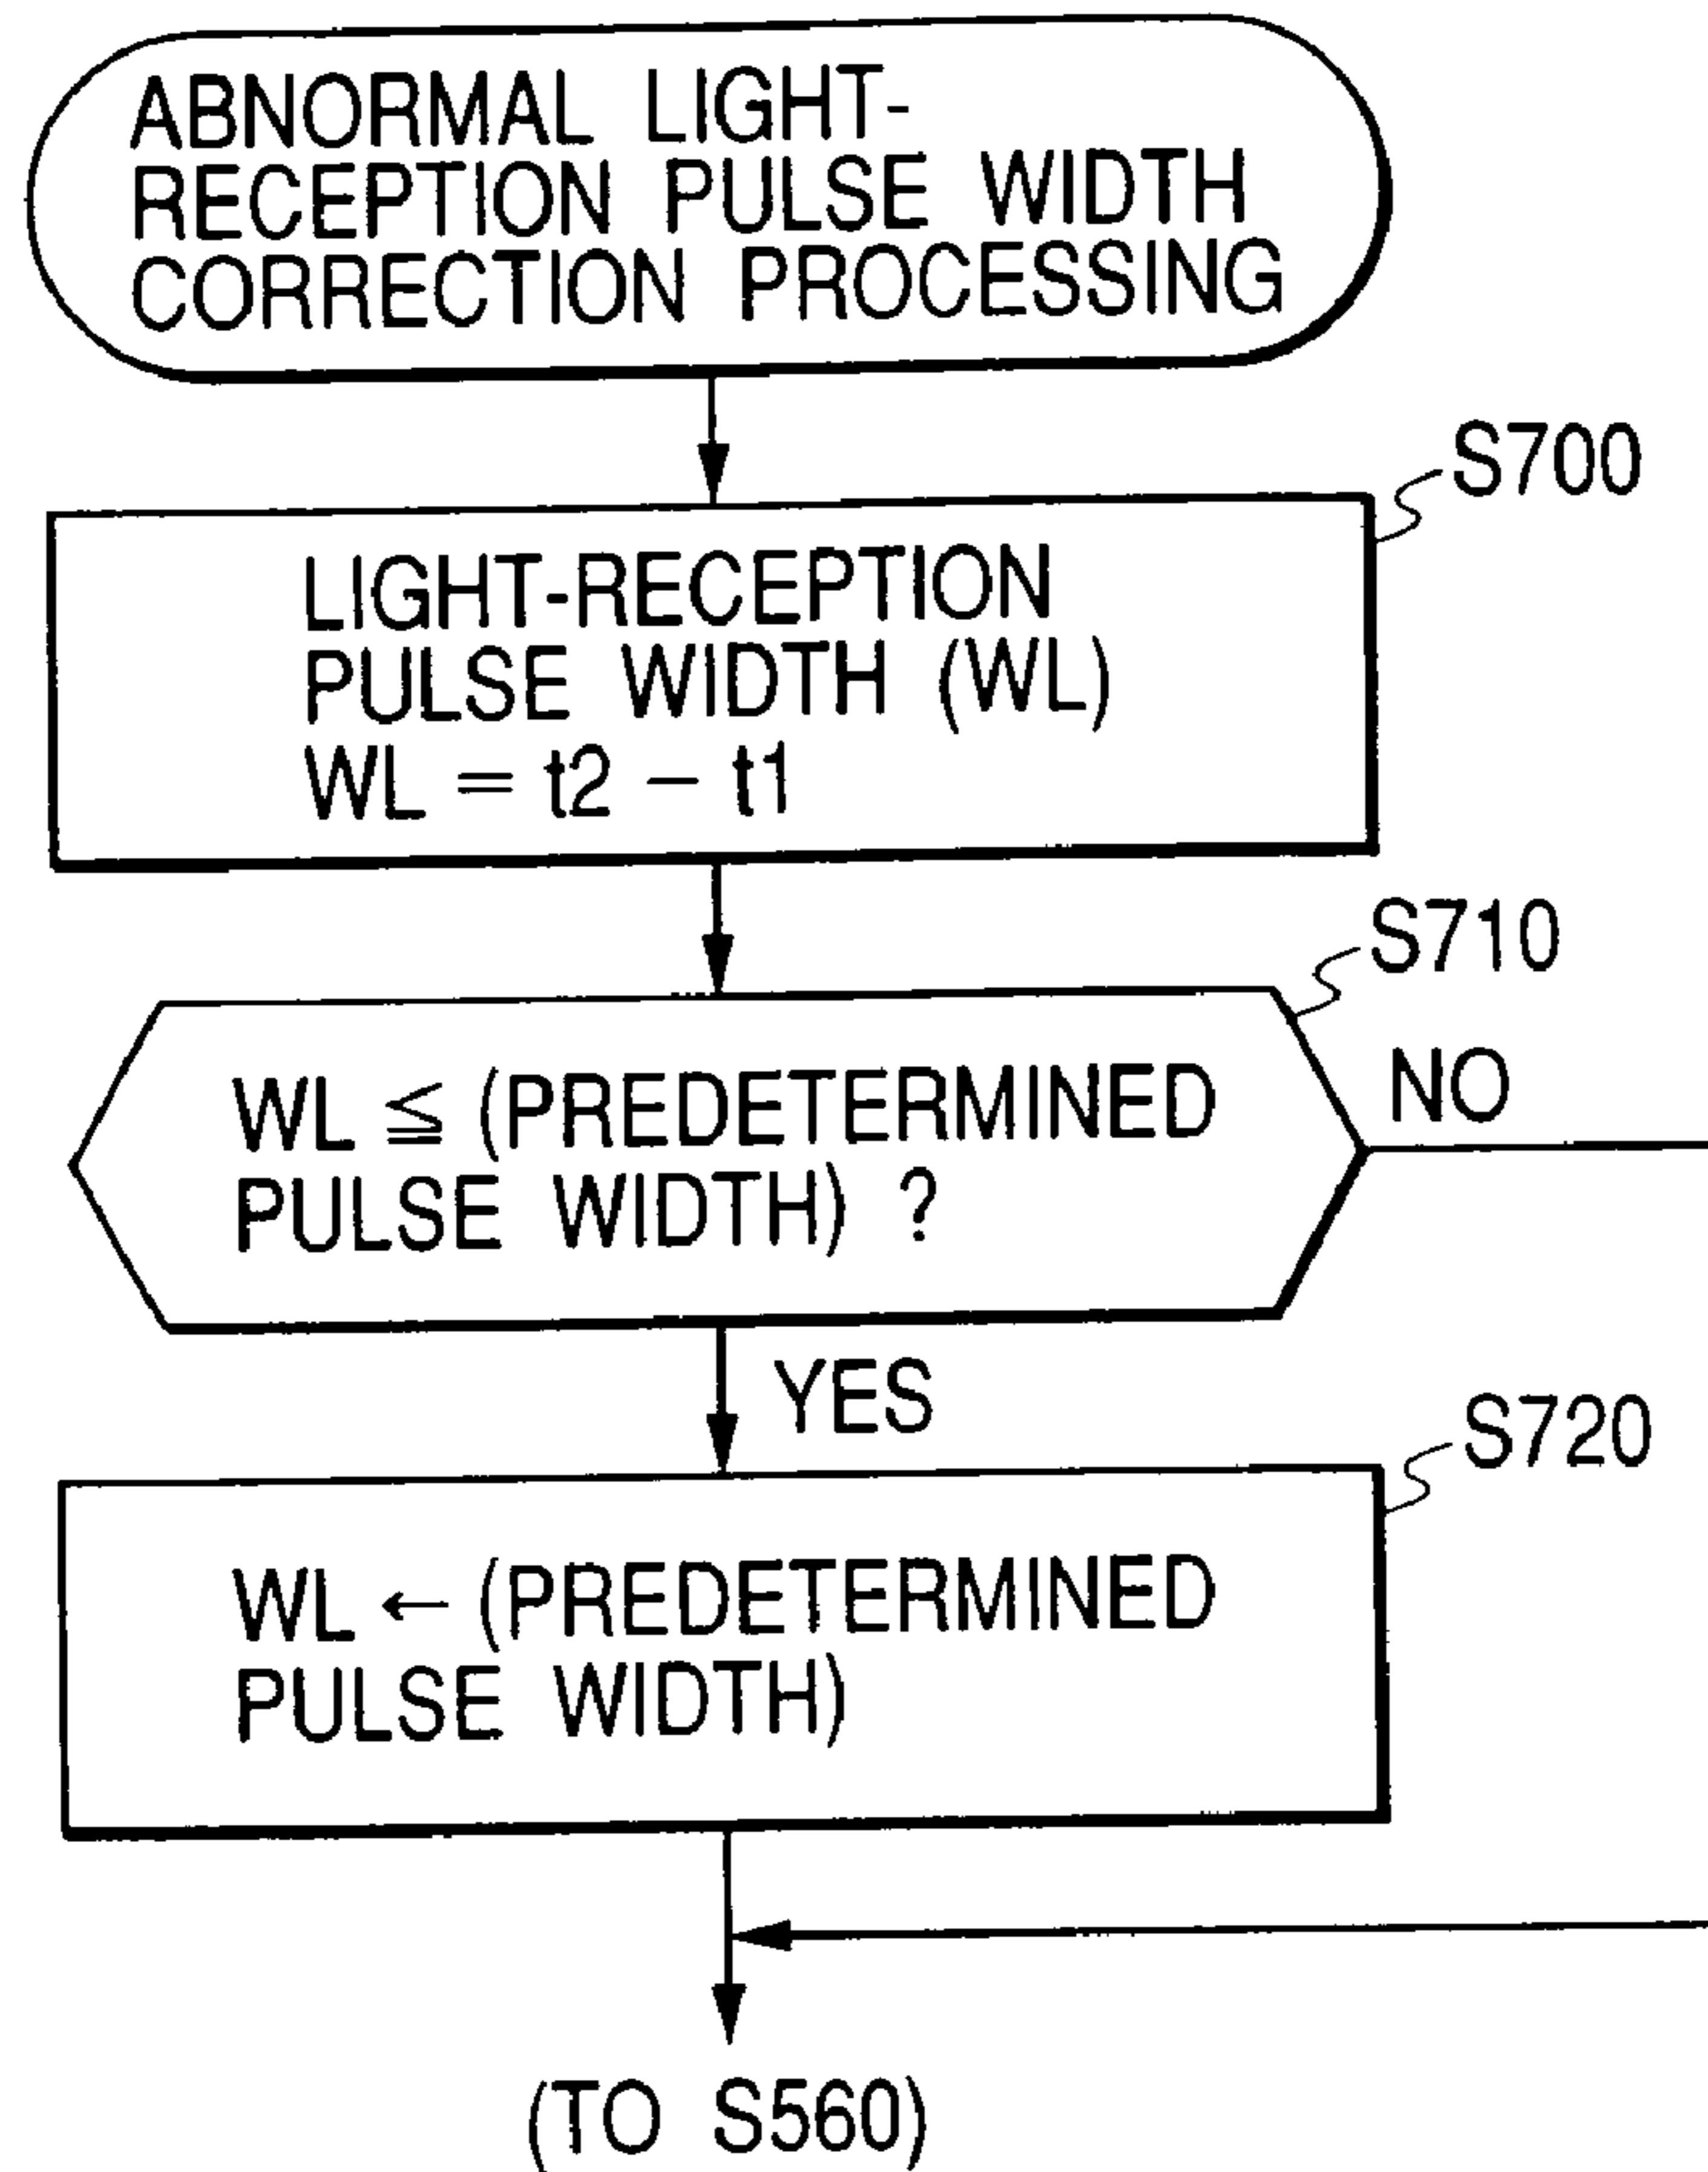 ABNORMAL LIGHT-
RECEPTION PULSE WIDTH
CORRECTION PROCESSING
S700
LIGHT-RECEPTION
PULSE WIDTH (WL)
WL = t2 − t1
S710
WL ≦ (PREDETERMINED
PULSE WIDTH) ?
NO
YES
S720
WL ← (PREDETERMINED
PULSE WIDTH)
(TO S560)